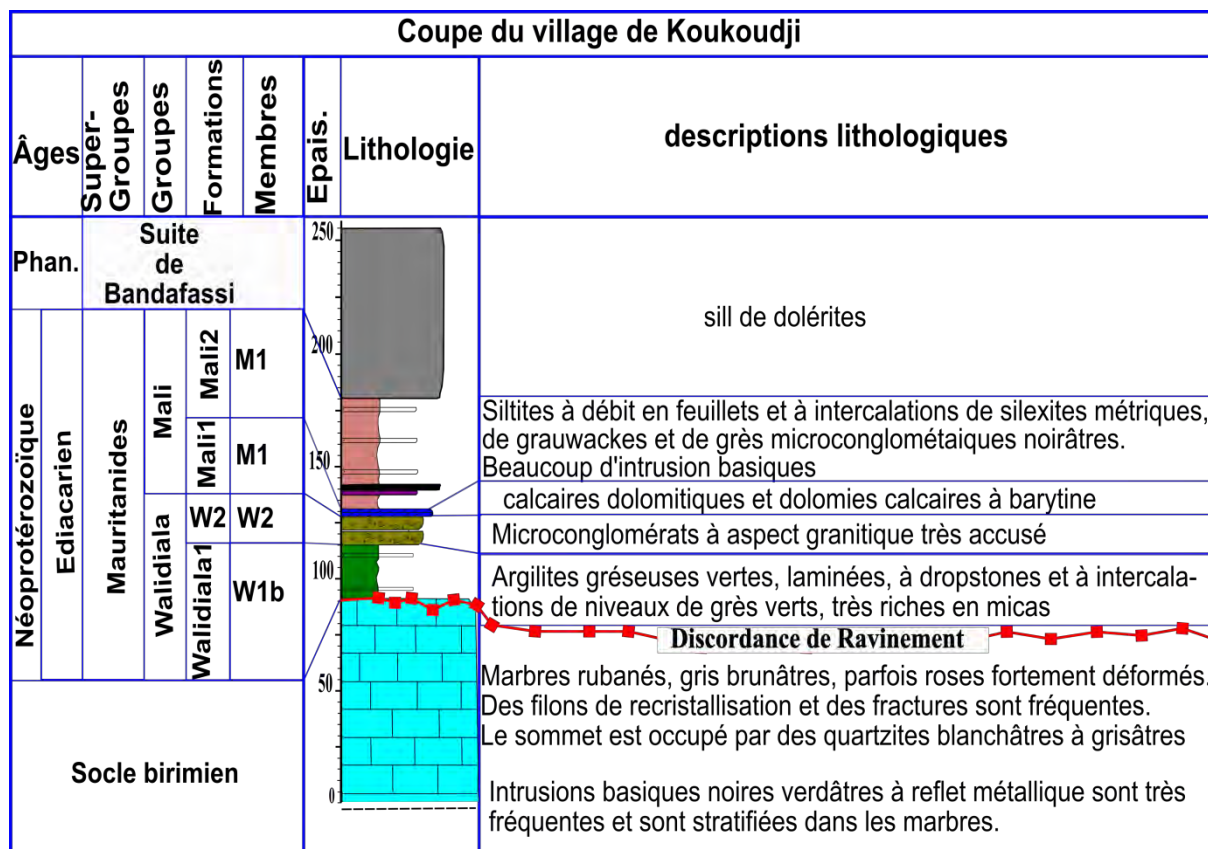 Coupe du village de Koukoudji
Âges
Super-
Groupes
Groupes
Formations
Membres
Epais.
Lithologie
descriptions lithologiques
Phan.
Suite
de
Bandafassi
250
200
150
100
50
0
sill de dolérites
Néoprotérozoïque
Ediacarien
Mauritanides
Mali
Mali2
M1
Mali1
M1
Walidiala
W2
W2
Walidiala1
W1b
Siltites à débit en feuillets et à intercalations de silexites métriques,
de grauwackes et de grès microconglométaiques noirâtres.
Beaucoup d'intrusion basiques
calcaires dolomitiques et dolomies calcaires à barytine
Microconglomérats à aspect granitique très accusé
Argilites gréseuses vertes, laminées, à dropstones et à intercala-
tions de niveaux de grès verts, très riches en micas
Discordance de Ravinement
Socle birimien
Marbres rubanés, gris brunâtres, parfois roses fortement déformés.
Des filons de recristallisation et des fractures sont fréquentes.
Le sommet est occupé par des quartzites blanchâtres à grisâtres
Intrusions basiques noires verdâtres à reflet métallique sont très
fréquentes et sont stratifiées dans les marbres.